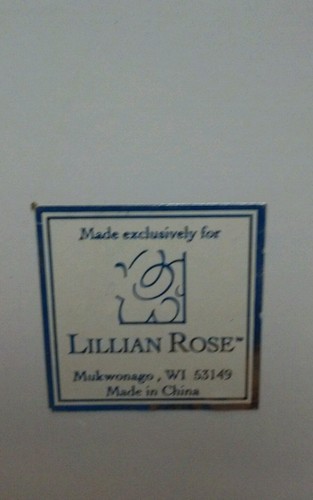 Made exclusively for
LILLIAN ROSE™
Mukwonago, WI 53149
Made in China